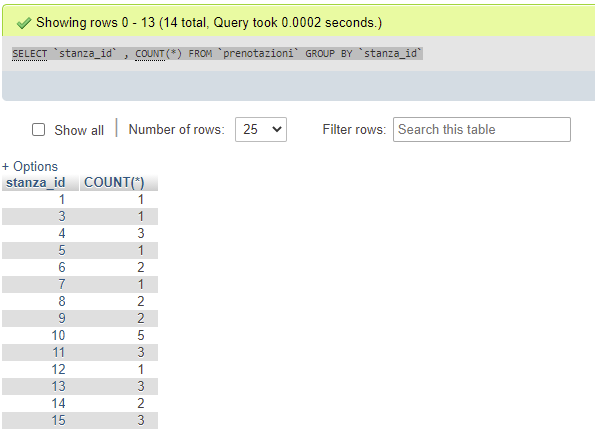 Showing rows 0 - 13 (14 total, Query took 0.0002 seconds.)
SELECT `stanza_id` , COUNT(*) FROM `prenotazioni` GROUP BY `stanza_id`
Show all | Number of rows: 25 Filter rows: Search this table
+ Options
stanza_id COUNT(*)
1 1
3 1
4 3
5 1
6 2
7 1
8 2
9 2
10 5
11 3
12 1
13 3
14 2
15 3